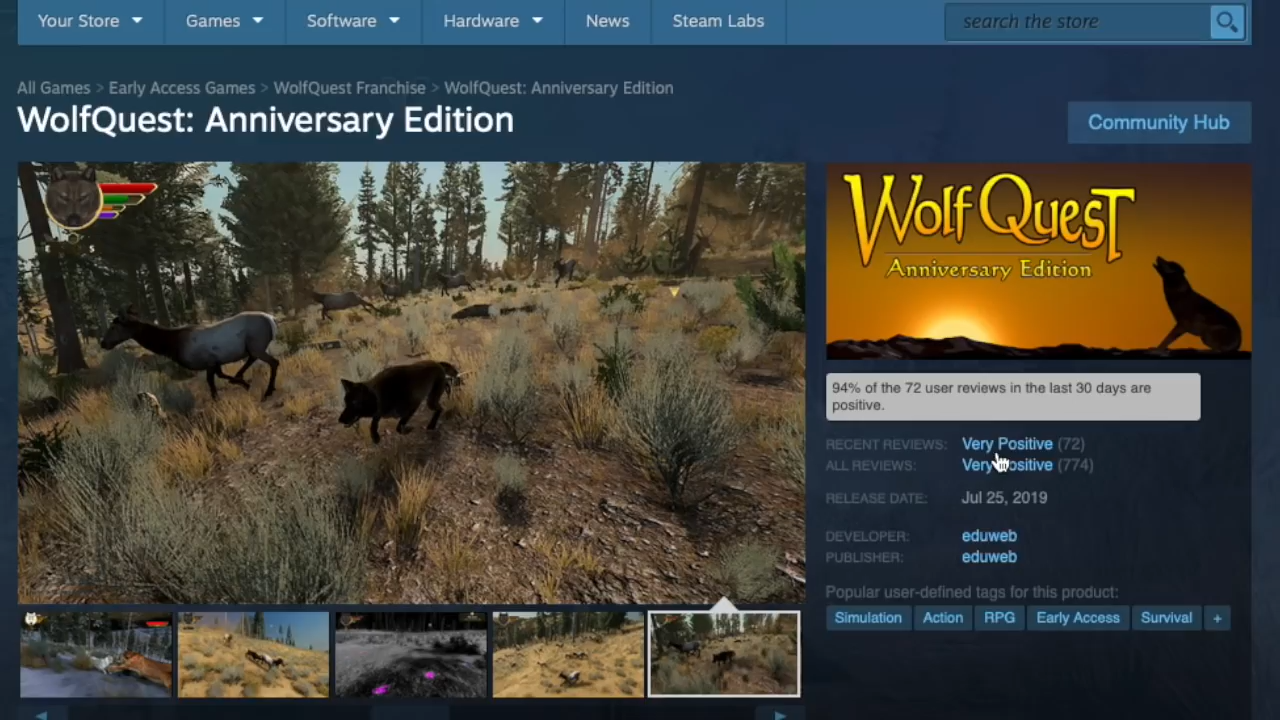 Your Store Games Software Hardware News Steam Labs search the store
All Games > Early Access Games > WolfQuest Franchise > WolfQuest: Anniversary Edition
WolfQuest: Anniversary Edition
Community Hub
WolfQuest
Anniversary Edition
94% of the 72 user reviews in the last 30 days are
positive.
RECENT REVIEWS: Very Positive (72)
ALL REVIEWS: Very Positive (774)
RELEASE DATE: Jul 25, 2019
DEVELOPER: eduweb
PUBLISHER: eduweb
Popular user-defined tags for this product:
Simulation Action RPG Early Access Survival +